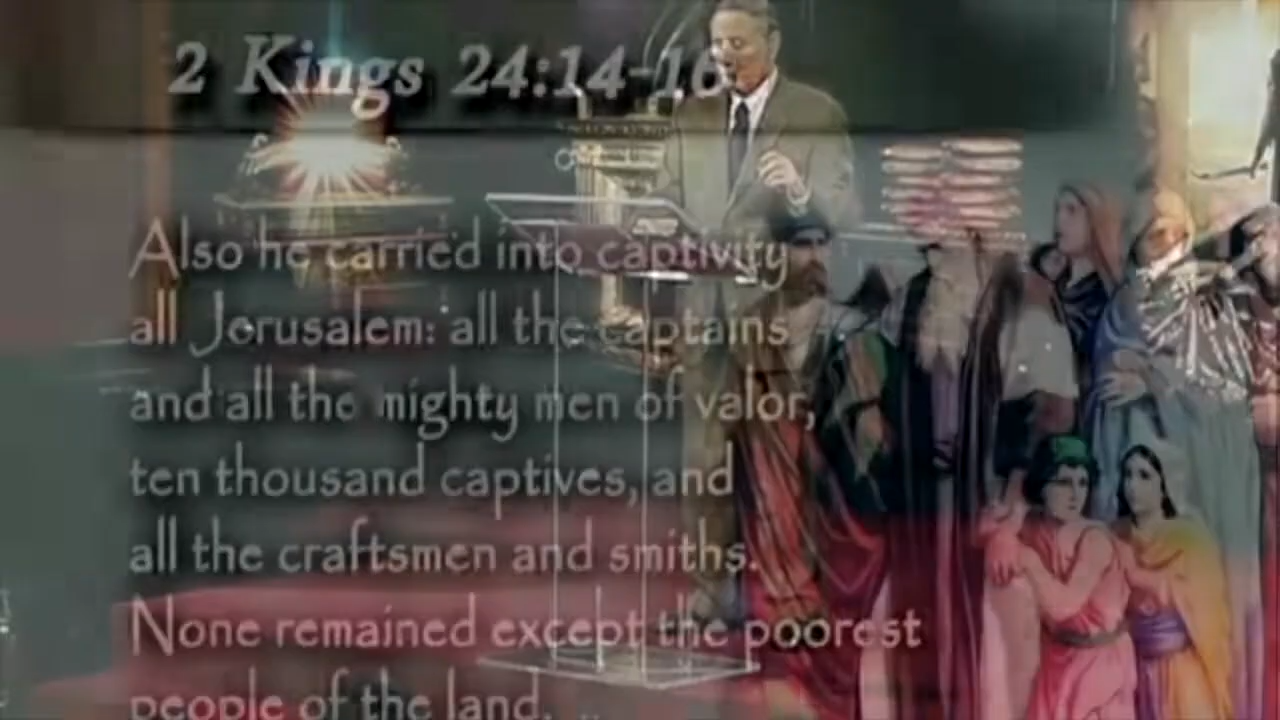 2 Kings 24:14-16
Also he carried into captivity
all Jerusalem: all the captains
and all the mighty men of valor,
ten thousand captives, and
all the craftsmen and smiths.
None remained except the poorest
people of the land.